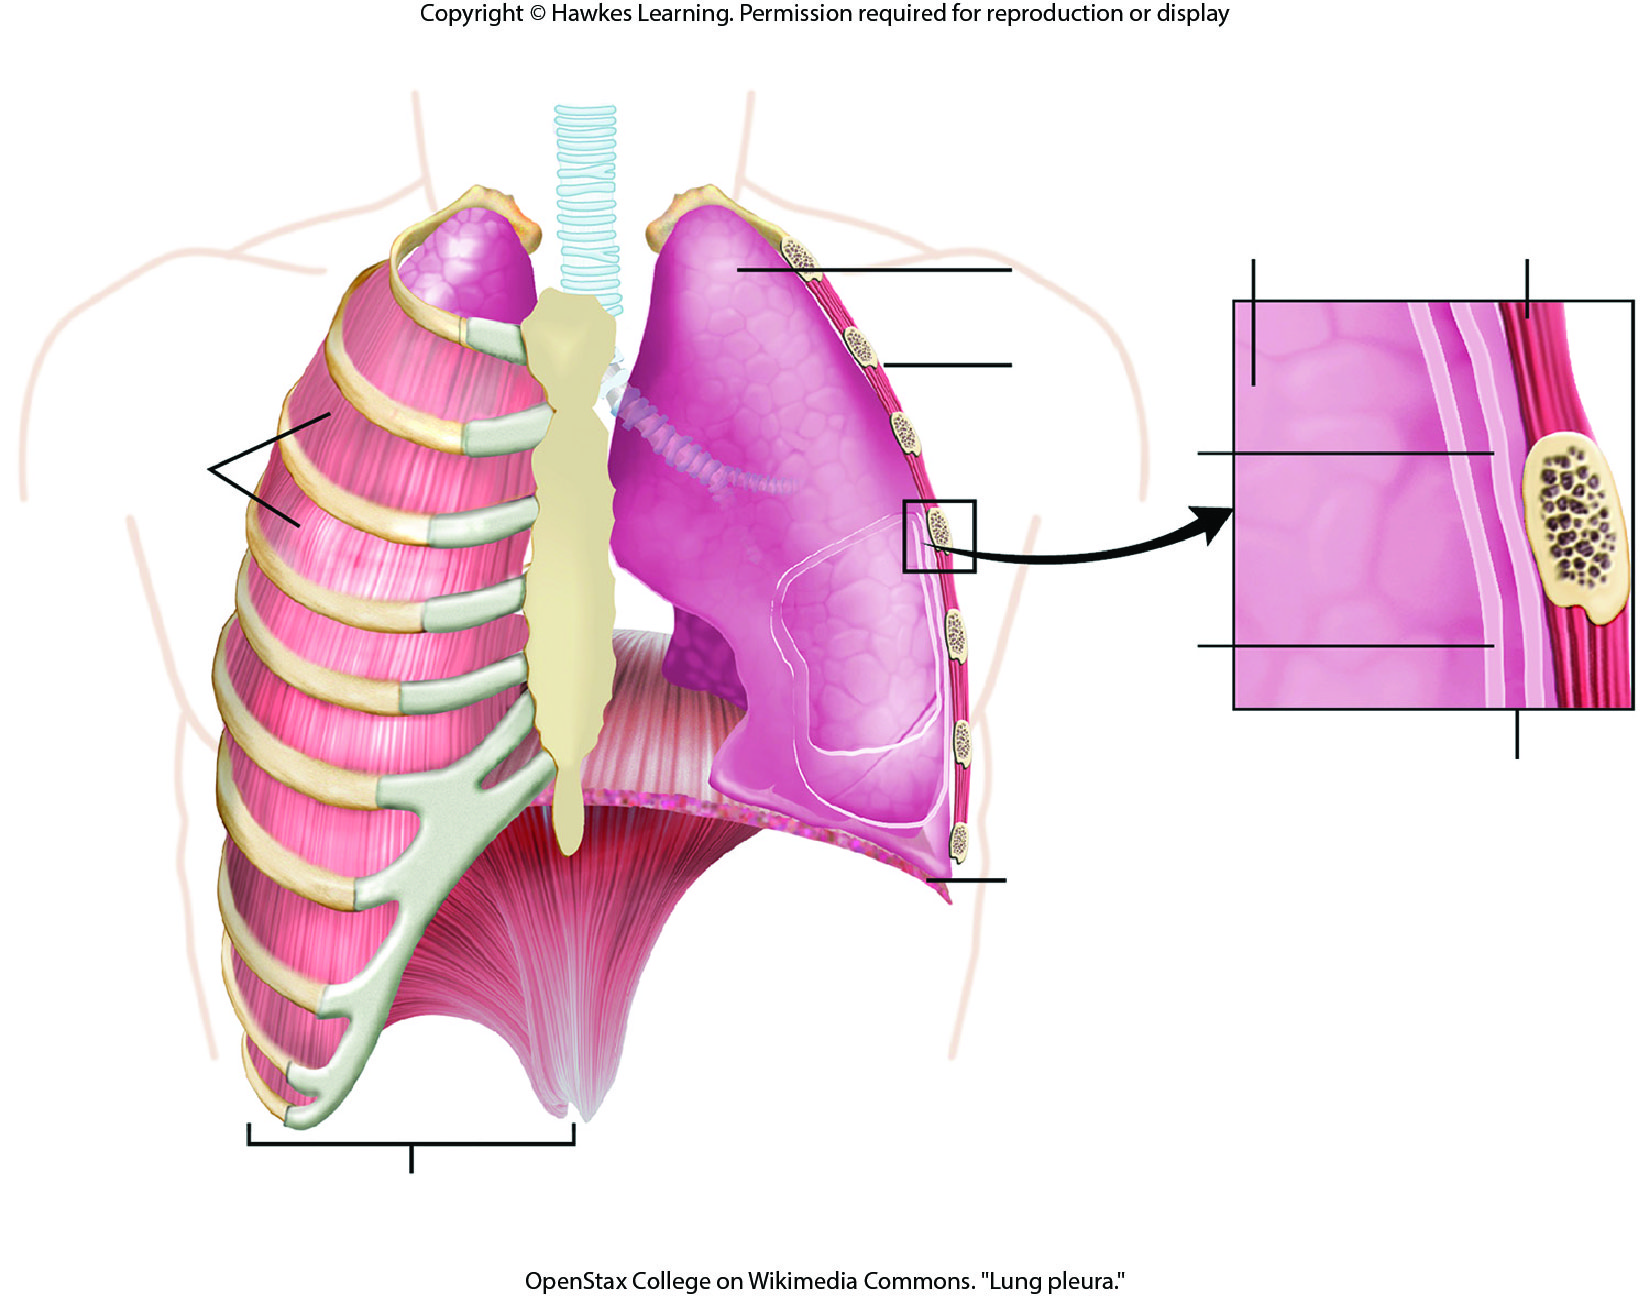 Copyright © Hawkes Learning. Permission required for reproduction or display
OpenStax College on Wikimedia Commons. "Lung pleura."